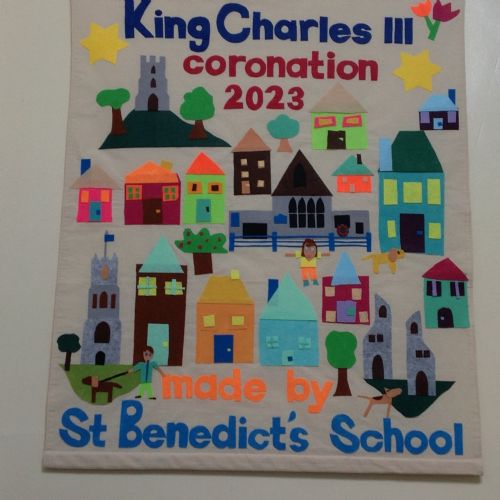 King Charles III
coronation
2023
made by
St Benedict's School